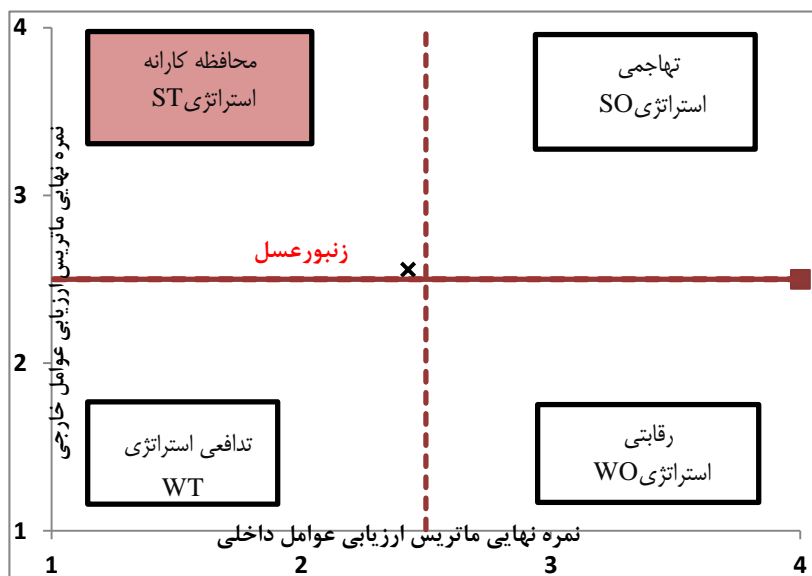 4
3
2
1
نمره نهایی ماتریس ارزیابی عوامل خارجی
محافظه کارانه
استراتژیST
تهاجمی
استراتژیSO
زنبورعسل
تدافعی استراتژی
WT
رقابتی
استراتژیWO
نمره نهایی ماتریس ارزیابی عوامل داخلی
1
2
3
4